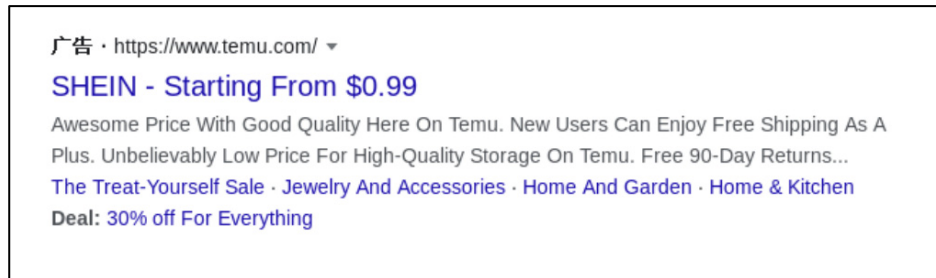 广告 · https://www.temu.com/
SHEIN - Starting From $0.99
Awesome Price With Good Quality Here On Temu. New Users Can Enjoy Free Shipping As A
Plus. Unbelievably Low Price For High-Quality Storage On Temu. Free 90-Day Returns...
The Treat-Yourself Sale · Jewelry And Accessories · Home And Garden · Home & Kitchen
Deal: 30% off For Everything